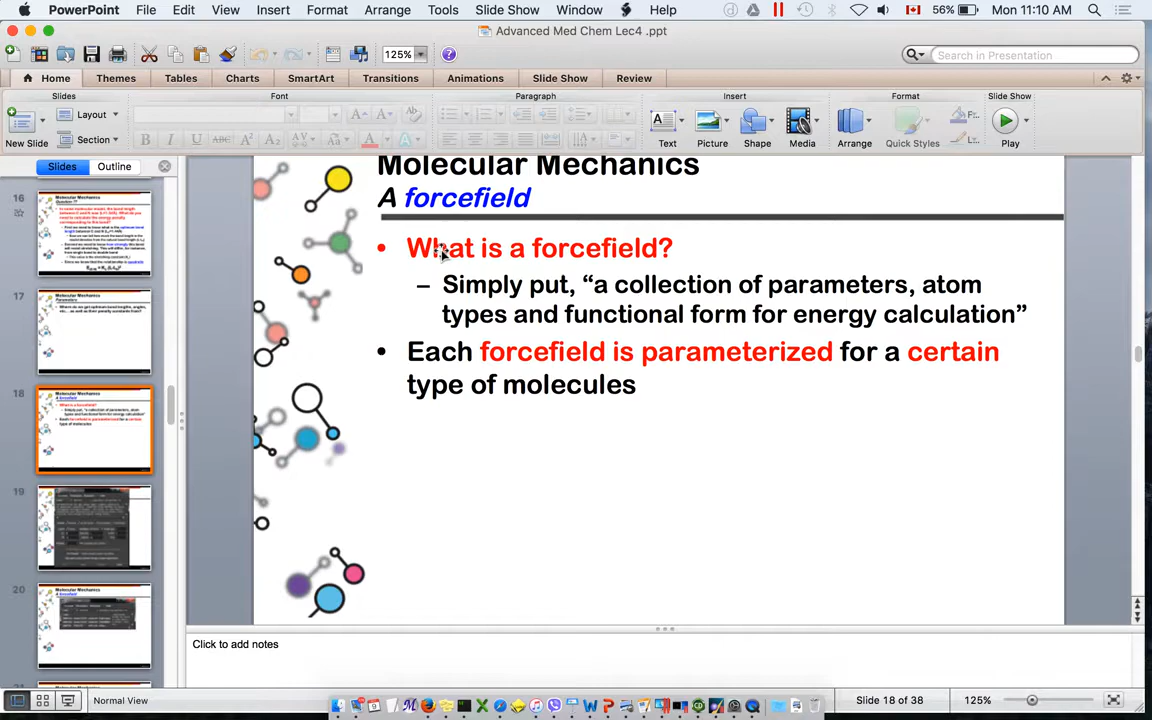 PowerPoint File Edit View Insert Format Arrange Tools Slide Show Window Help 56% Mon 11:10 AM
Advanced Med Chem Lec4 .ppt
125% Search in Presentation
Home Themes Tables Charts SmartArt Transitions Animations Slide Show Review
Slides Font Paragraph Insert Format Slide Show
Layout
Section
New Slide Text Picture Shape Media Arrange Quick Styles Play
Slides Outline
Molecular Mechanics
A forcefield
• What is a forcefield?
– Simply put, “a collection of parameters, atom
types and functional form for energy calculation”
• Each forcefield is parameterized for a certain
type of molecules
16
17
18
19
20
Click to add notes
Normal View Slide 18 of 38 125%